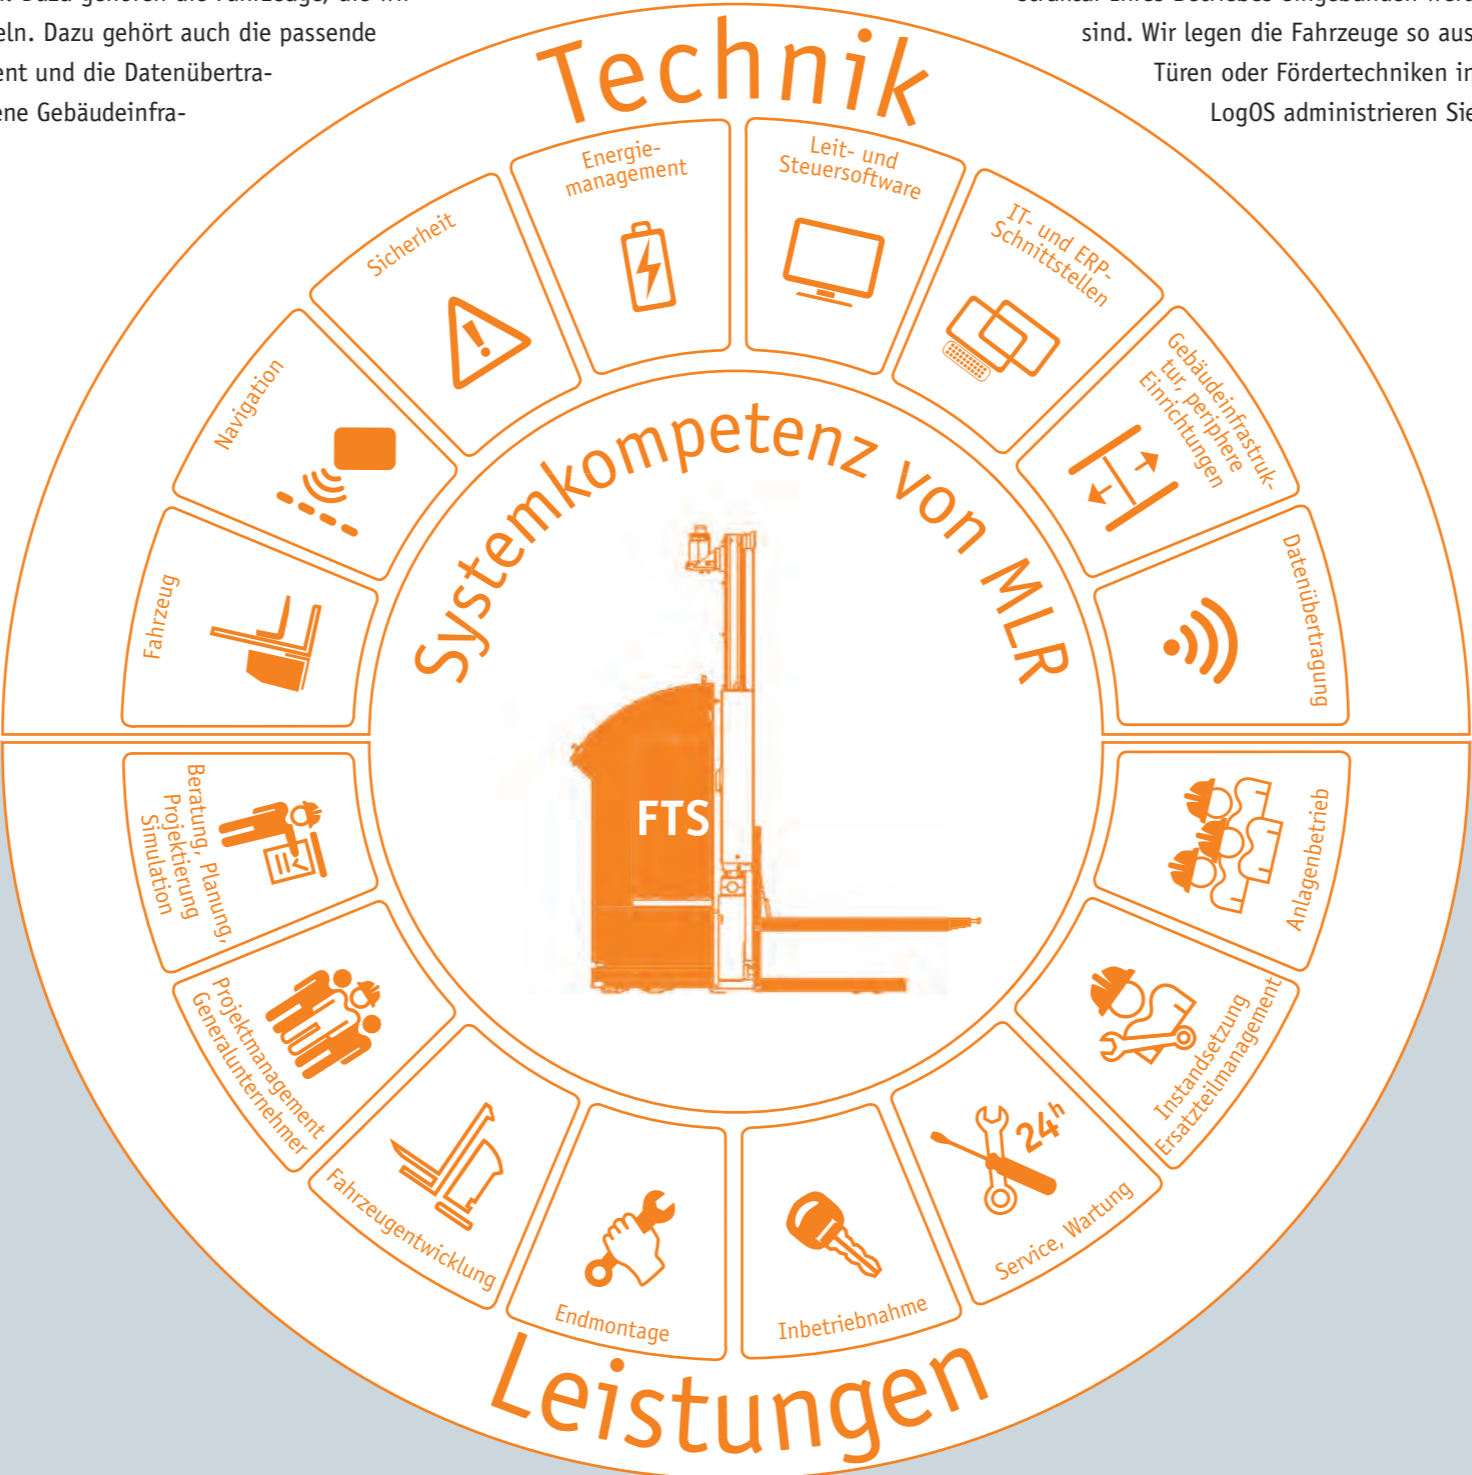 eln. Dazu gehört auch die passende
ent und die Datenübertra-
ene Gebäudeinfra-
sind. Wir legen die Fahrzeuge so aus
Türen oder Fördertechniken in
LogOS administrieren Sie
Technik
Fahrzeug
Navigation
Sicherheit
Energie-
management
Leit- und
Steuersoftware
IT- und ERP-
Schnittstellen
Gebäudeinfrastruk-
tur, periphere
Einrichtungen
Datenübertragung
Systemkompetenz von MLR
FTS
Beratung, Planung,
Projektierung
Simulation
Projektmanagement
Generalunternehmer
Fahrzeugentwicklung
Endmontage
Inbetriebnahme
24h
Service, Wartung
Instandsetzung
Ersatzteilmanagement
Anlagenbetrieb
Leistungen